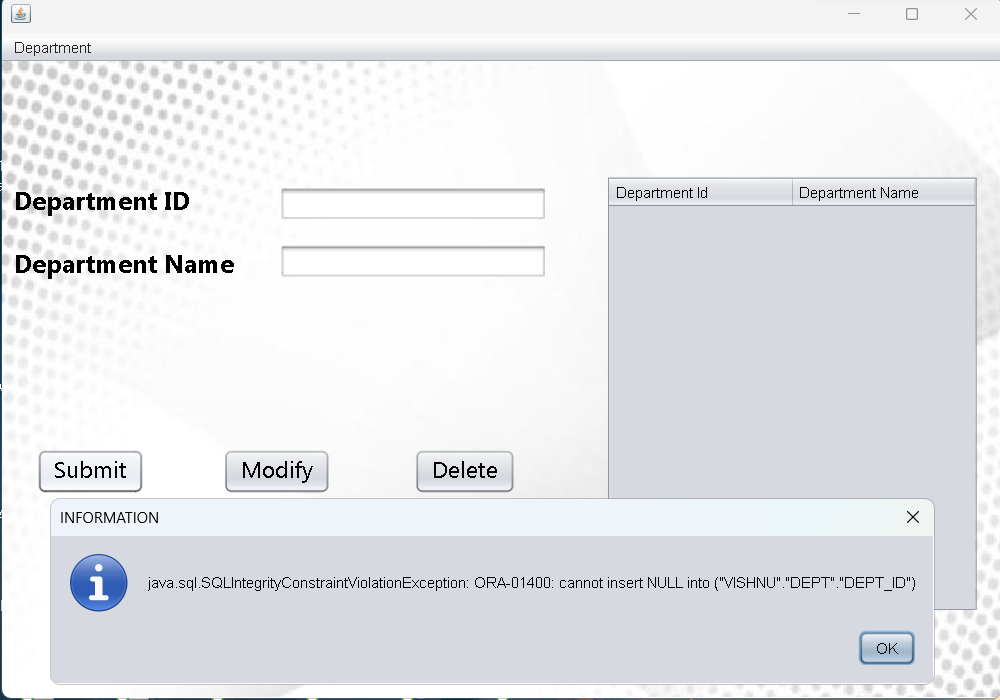 Department
Department ID
Department Name
Department Id Department Name
Submit Modify Delete
INFORMATION
java.sql.SQLIntegrityConstraintViolationException: ORA-01400: cannot insert NULL into ("VISHNU"."DEPT"."DEPT_ID")
OK